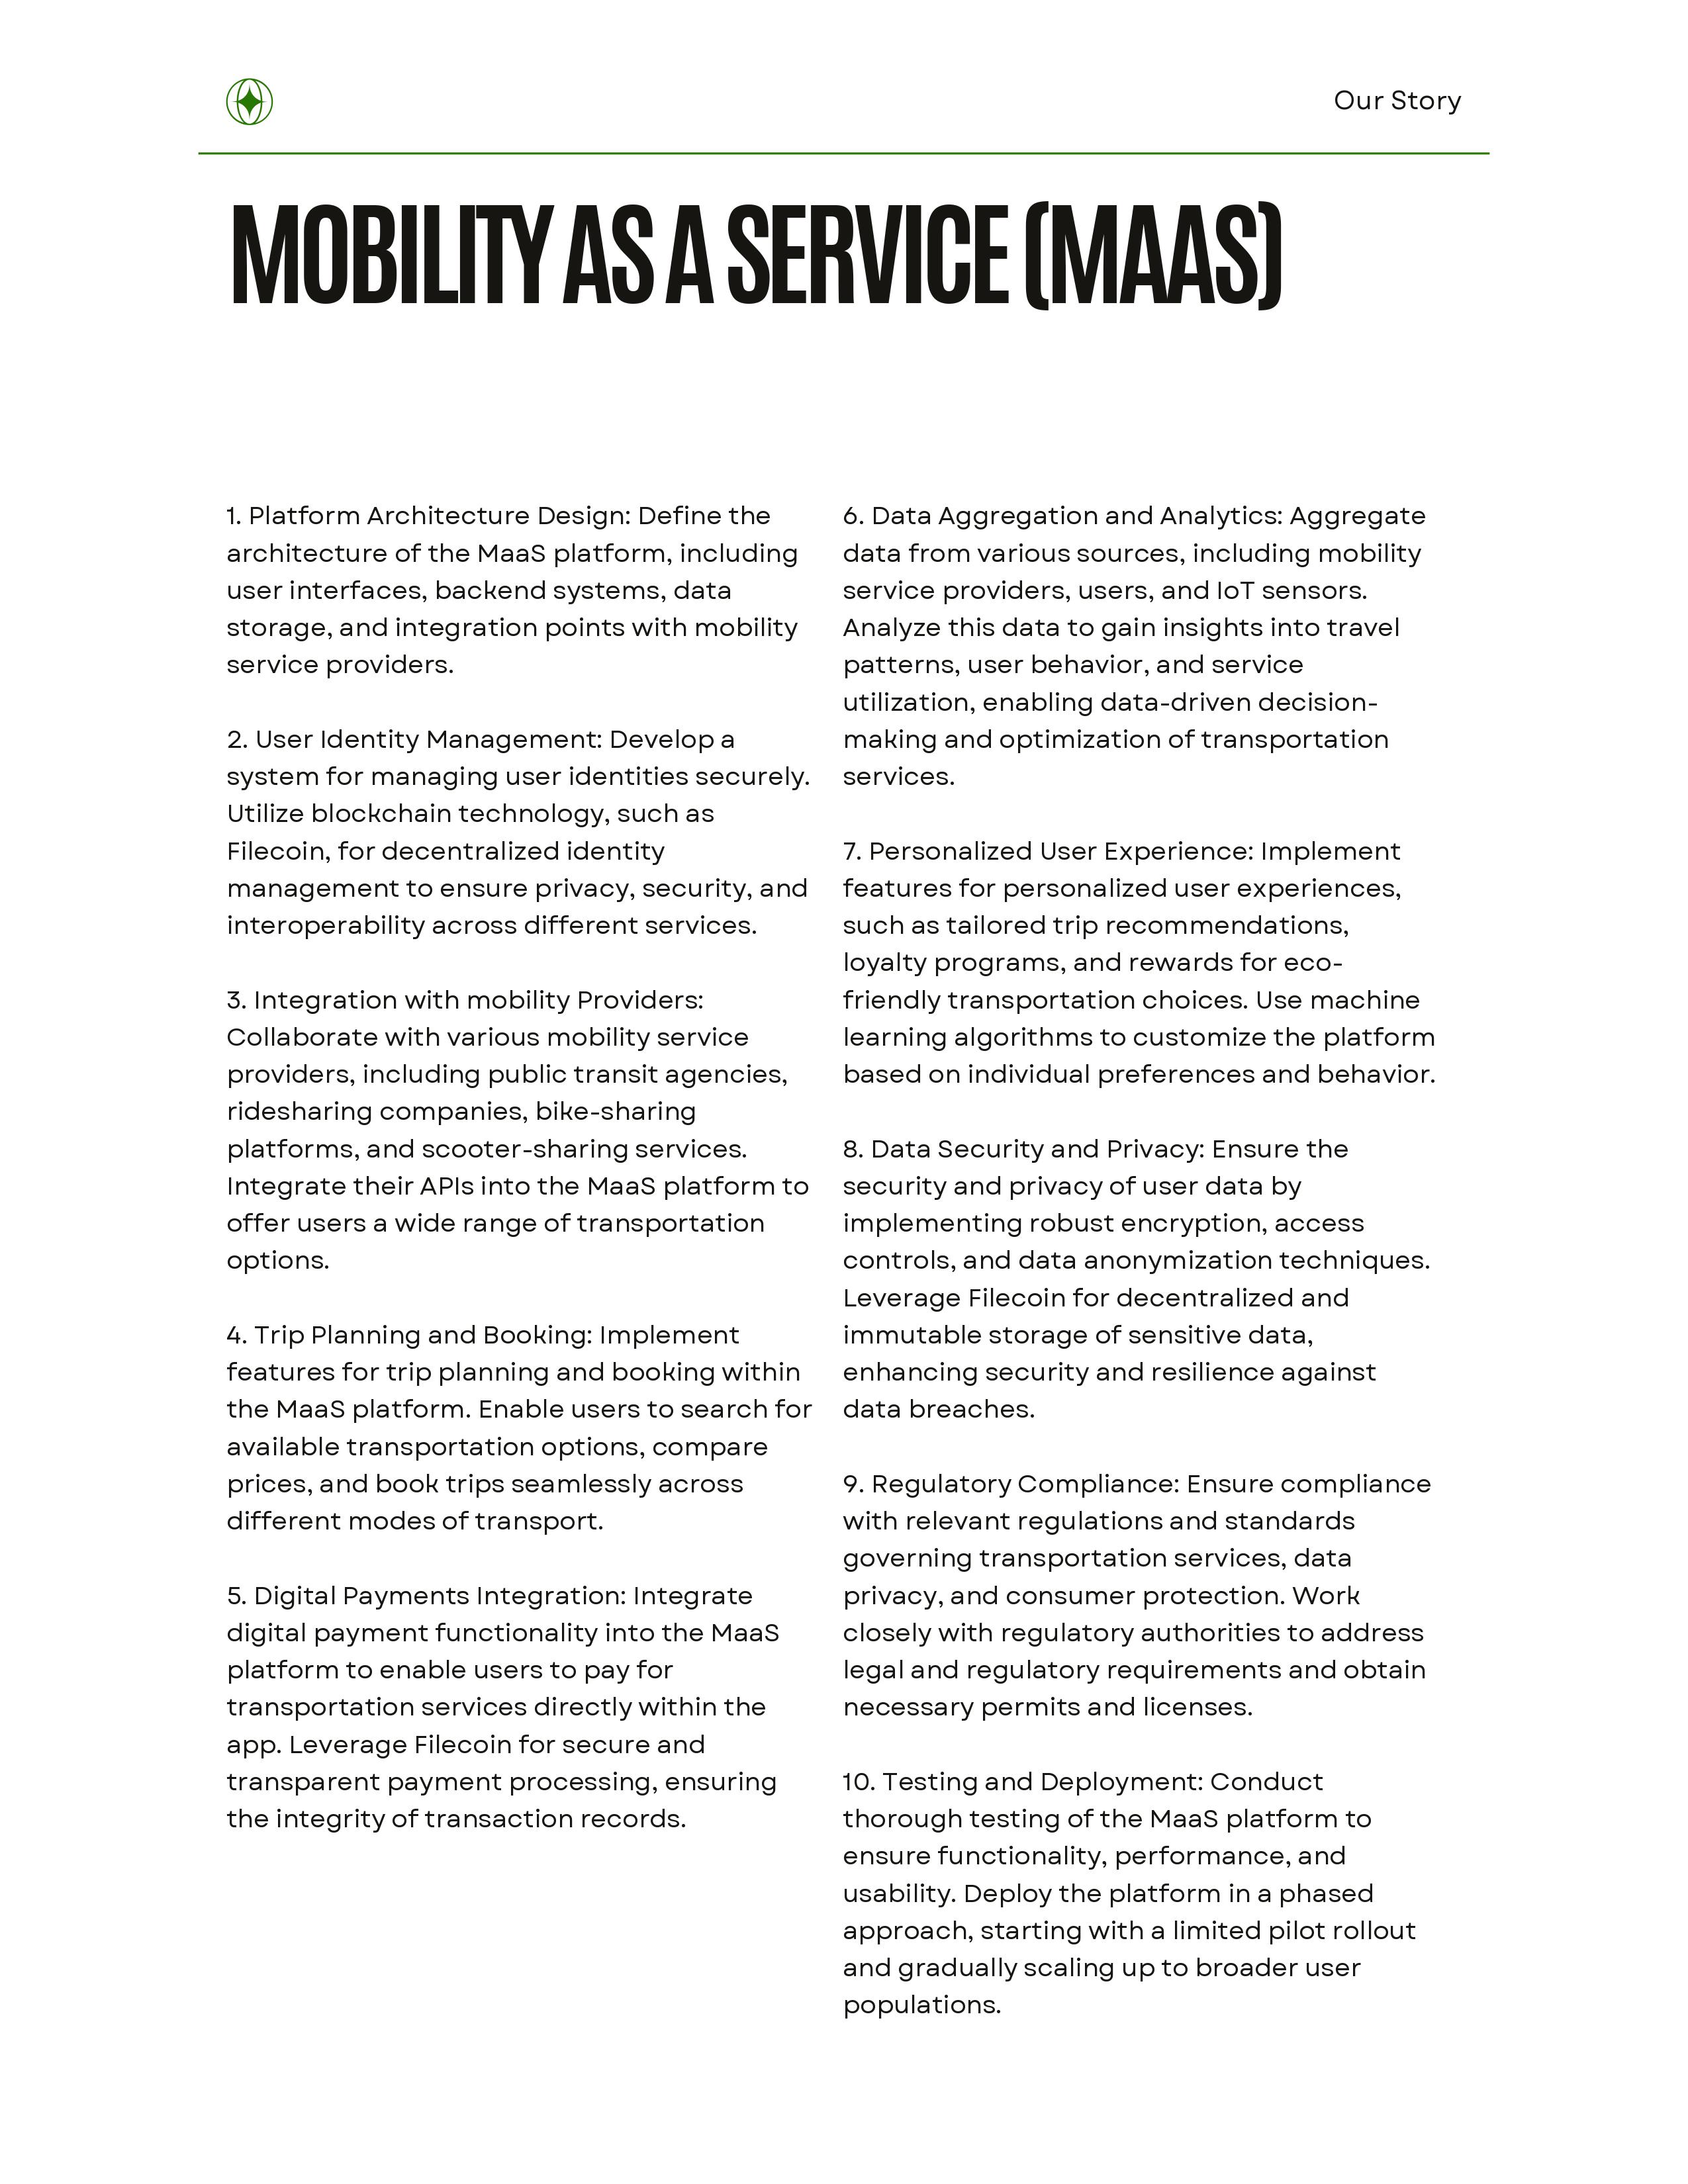 Our Story
MOBILITY AS A SERVICE (MAAS)
1. Platform Architecture Design: Define the
architecture of the MaaS platform, including
user interfaces, backend systems, data
storage, and integration points with mobility
service providers.
2. User Identity Management: Develop a
system for managing user identities securely.
Utilize blockchain technology, such as
Filecoin, for decentralized identity
management to ensure privacy, security, and
interoperability across different services.
3. Integration with mobility Providers:
Collaborate with various mobility service
providers, including public transit agencies,
ridesharing companies, bike-sharing
platforms, and scooter-sharing services.
Integrate their APIs into the MaaS platform to
offer users a wide range of transportation
options.
4. Trip Planning and Booking: Implement
features for trip planning and booking within
the MaaS platform. Enable users to search for
available transportation options, compare
prices, and book trips seamlessly across
different modes of transport.
5. Digital Payments Integration: Integrate
digital payment functionality into the MaaS
platform to enable users to pay for
transportation services directly within the
app. Leverage Filecoin for secure and
transparent payment processing, ensuring
the integrity of transaction records.
6. Data Aggregation and Analytics: Aggregate
data from various sources, including mobility
service providers, users, and IoT sensors.
Analyze this data to gain insights into travel
patterns, user behavior, and service
utilization, enabling data-driven decision-
making and optimization of transportation
services.
7. Personalized User Experience: Implement
features for personalized user experiences,
such as tailored trip recommendations,
loyalty programs, and rewards for eco-
friendly transportation choices. Use machine
learning algorithms to customize the platform
based on individual preferences and behavior.
8. Data Security and Privacy: Ensure the
security and privacy of user data by
implementing robust encryption, access
controls, and data anonymization techniques.
Leverage Filecoin for decentralized and
immutable storage of sensitive data,
enhancing security and resilience against
data breaches.
9. Regulatory Compliance: Ensure compliance
with relevant regulations and standards
governing transportation services, data
privacy, and consumer protection. Work
closely with regulatory authorities to address
legal and regulatory requirements and obtain
necessary permits and licenses.
10. Testing and Deployment: Conduct
thorough testing of the MaaS platform to
ensure functionality, performance, and
usability. Deploy the platform in a phased
approach, starting with a limited pilot rollout
and gradually scaling up to broader user
populations.